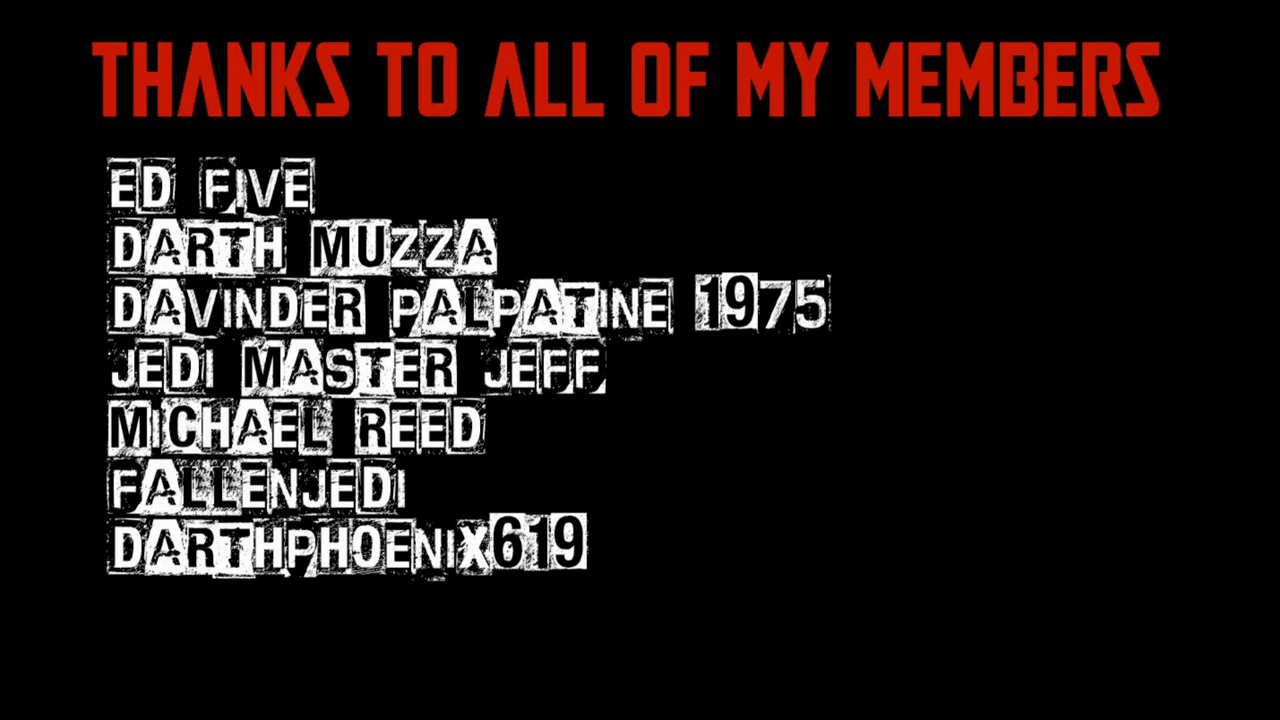 THANKS TO ALL OF MY MEMBERS
ED FIVE
DARTH MUZZA
DAVINDER PALPATINE 1975
JEDI MASTER JEFF
MICHAEL REED
FALLENJEDI
DARTHPHOENIX619